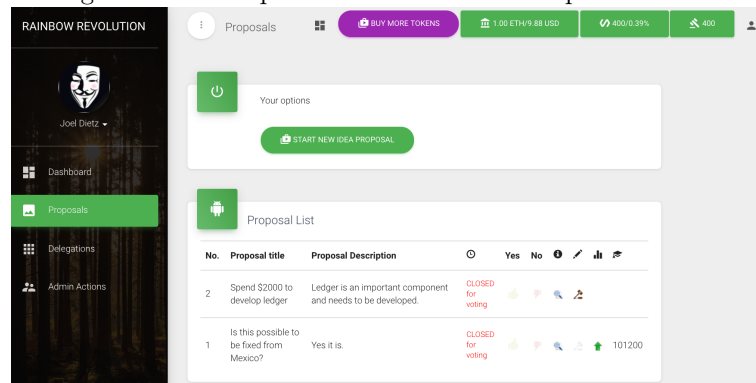 RAINBOW REVOLUTION
Joel Dietz
Dashboard
Proposals
Delegations
Admin Actions
Proposals
BUY MORE TOKENS
1.00 ETH/9.88 USD
400/0.39%
400
Your options
START NEW IDEA PROPOSAL
Proposal List
No. Proposal title Proposal Description Yes No
2 Spend $2000 to develop ledger Ledger is an important component and needs to be developed. CLOSED for voting
1 Is this possible to be fixed from Mexico? Yes it is. CLOSED for voting 101200